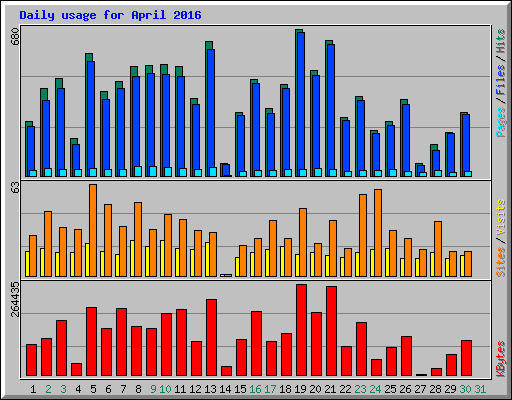 Daily usage for April 2016
680
Pages / Files / Hits
63
Sites / Visits
264435
KBytes
1 2 3 4 5 6 7 8 9 10 11 12 13 14 15 16 17 18 19 20 21 22 23 24 25 26 27 28 29 30 31